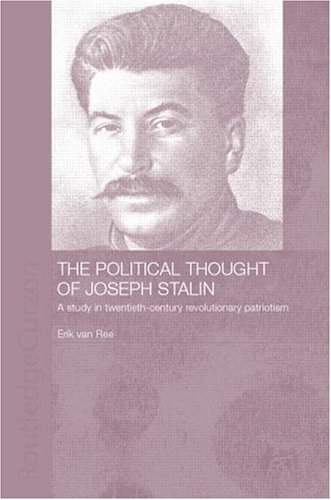 THE POLITICAL THOUGHT
OF JOSEPH STALIN
A study in twentieth-century revolutionary patriotism
Erik van Ree
RoutledgeCurzon